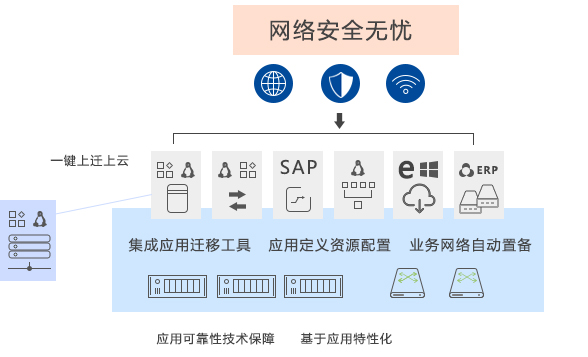 网络安全无忧
一键上迁上云
SAP
ERP
集成应用迁移工具 应用定义资源配置 业务网络自动置备
应用可靠性技术保障 基于应用特性化